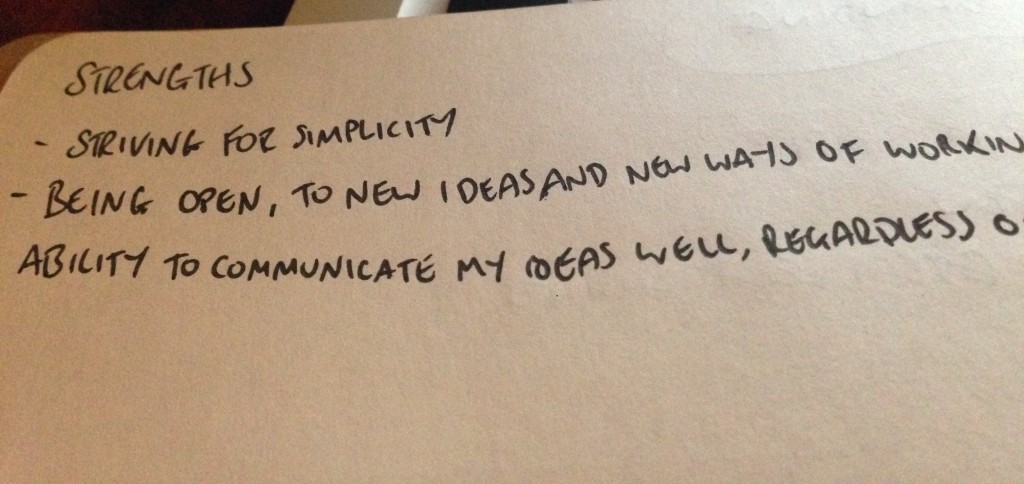 STRENGTHS
- STRIVING FOR SIMPLICITY
- BEING OPEN, TO NEW IDEAS AND NEW WAYS OF WORKIN
ABILITY TO COMMUNICATE MY IDEAS WELL, REGARDLESS O